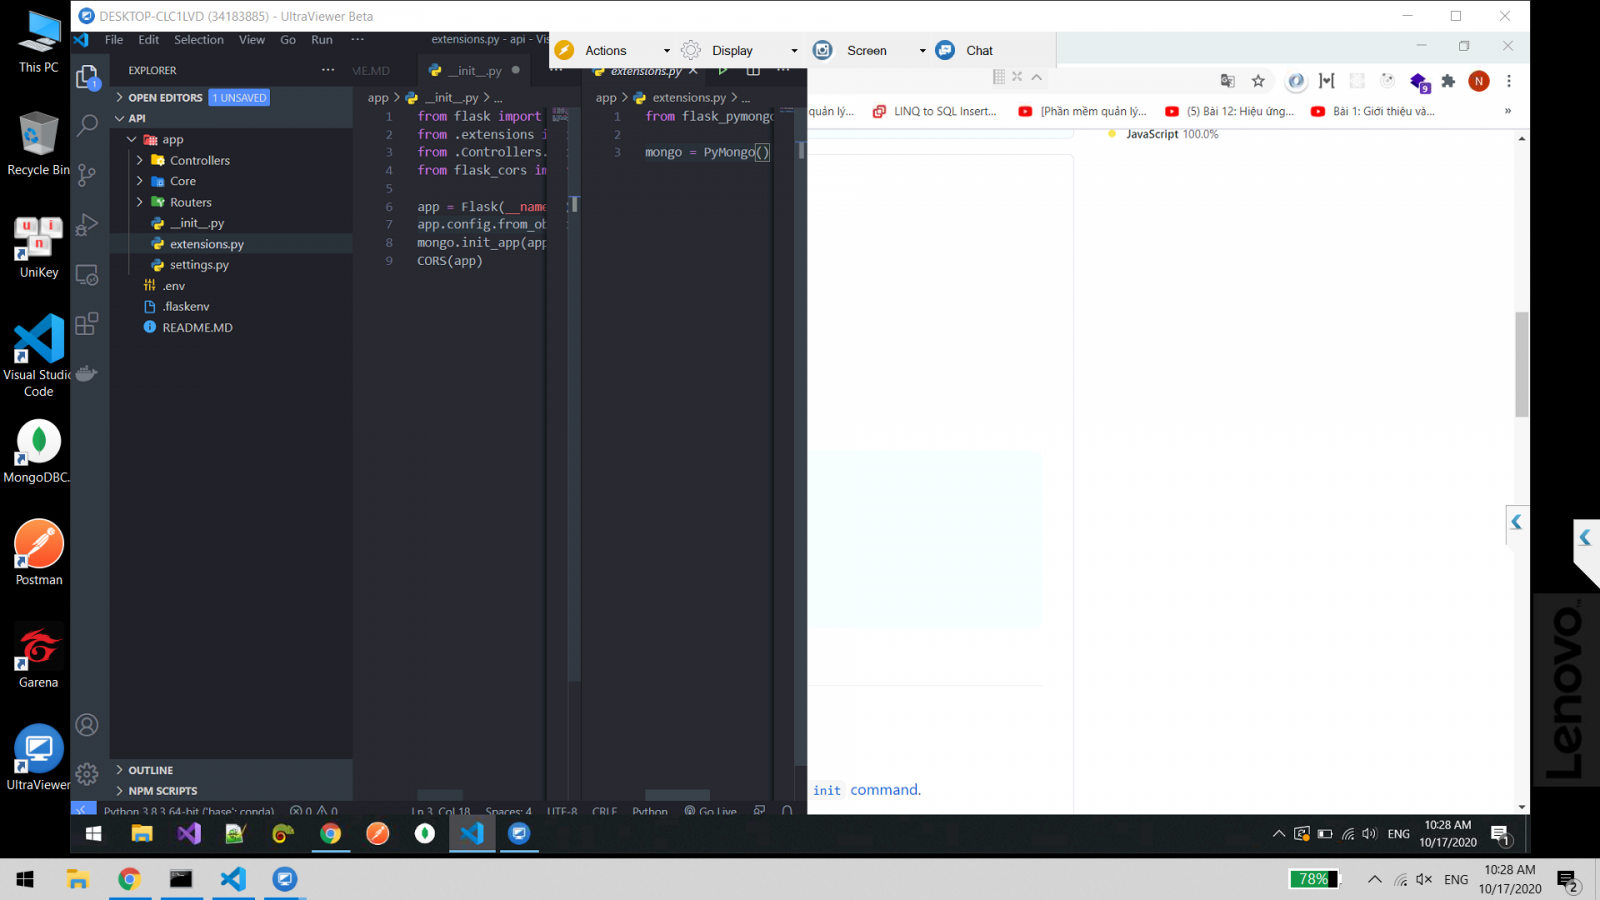 DESKTOP-CLC1LVD (34183885) - UltraViewer Beta
File Edit Selection View Go Run ···
extensions.py - api - Vis
Actions Display Screen Chat
This PC
Recycle Bin
UniKey
Visual Studio
Code
MongoDBC...
Postman
Garena
UltraViewer
EXPLORER
OPEN EDITORS 1 UNSAVED
API
app
Controllers
Core
Routers
__init__.py
extensions.py
settings.py
.env
.flaskenv
README.MD
OUTLINE
NPM SCRIPTS
ME.MD
__init__.py
app > __init__.py > ...
1 from flask import
2 from .extensions i
3 from .Controllers.
4 from flask_cors im
5
6 app = Flask(__name
7 app.config.from_ob
8 mongo.init_app(app
9 CORS(app)
extensions.py
app > extensions.py > ...
1 from flask_pymongo
2
3 mongo = PyMongo()
Python 3.8.3 64-bit ('base': conda) 0 0
Ln 3, Col 18 Spaces: 4 UTF-8 CRLF Python Go Live
9
N
quản lý... LINQ to SQL Insert... [Phần mềm quản lý... (5) Bài 12: Hiệu ứng... Bài 1: Giới thiệu và... »
JavaScript 100.0%
init command.
ENG
10:28 AM
10/17/2020
1
Lenovo
78%
ENG
10:28 AM
10/17/2020
2